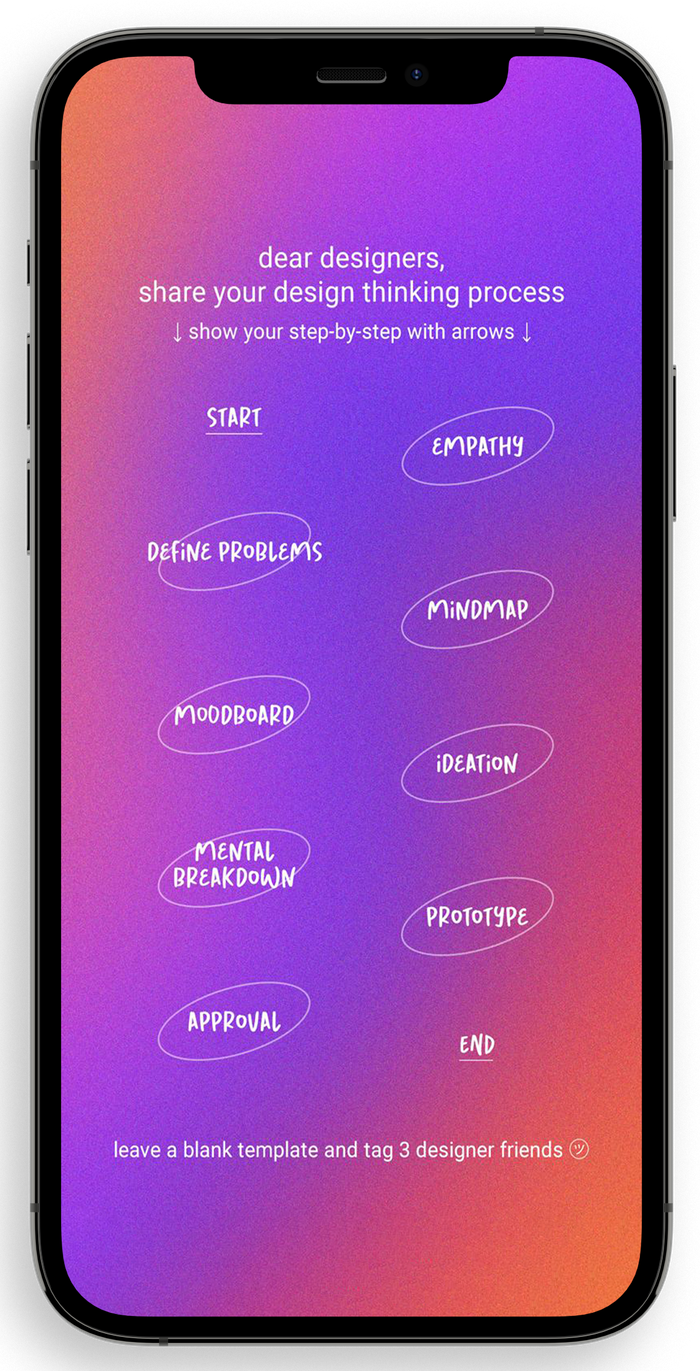 dear designers,
share your design thinking process
↓ show your step-by-step with arrows ↓
START
EMPATHY
DEFiNE PROBLEMS
MiNDMAP
MOODBOARD
iDEATiON
MENTAL
BREAKDOWN
PROTOTYPE
APPROVAL
END
leave a blank template and tag 3 designer friends ㋡